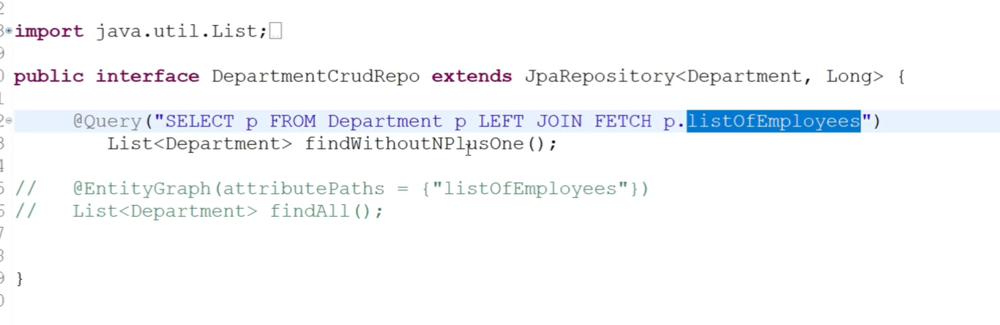 import java.util.List;
public interface DepartmentCrudRepo extends JpaRepository<Department, Long> {
@Query("SELECT p FROM Department p LEFT JOIN FETCH p.listOfEmployees")
List<Department> findWithoutNPlusOne();
// @EntityGraph(attributePaths = {"listOfEmployees"})
// List<Department> findAll();
}